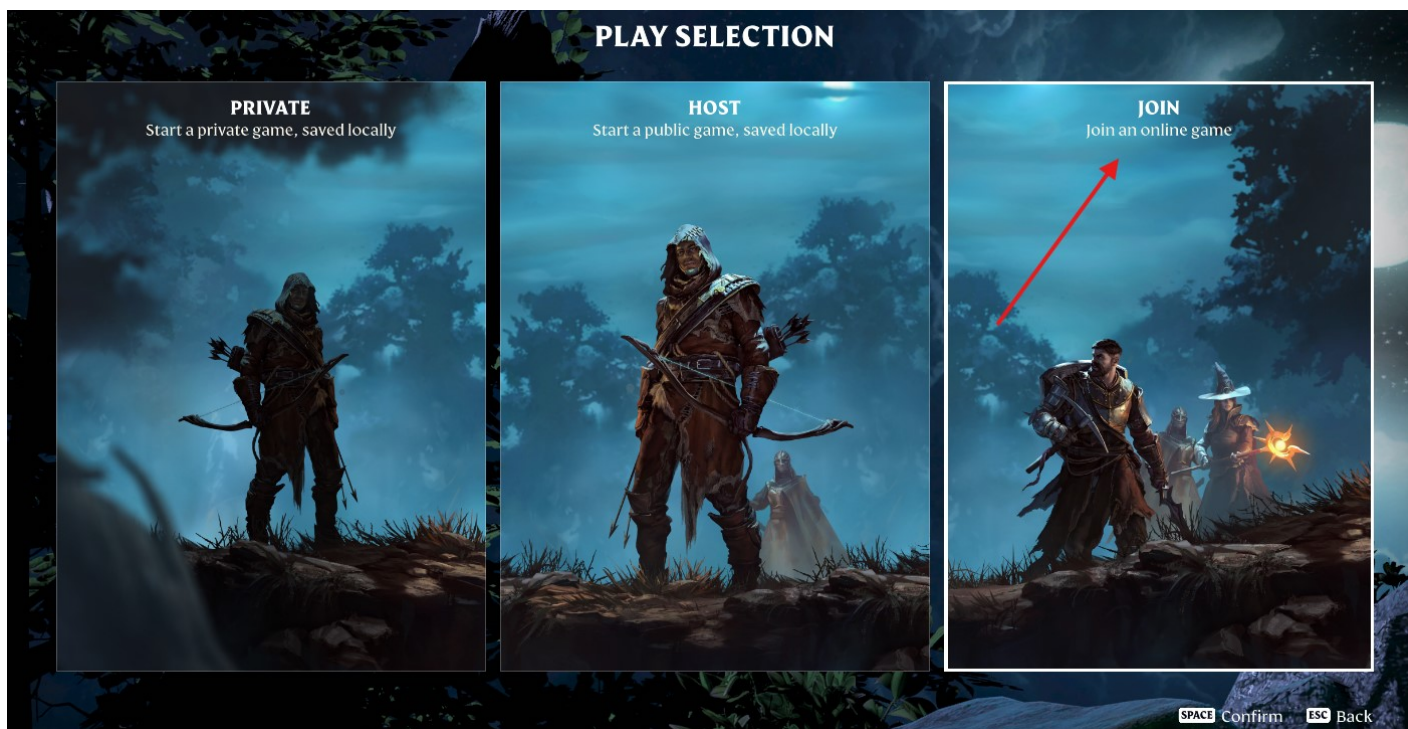 PLAY SELECTION
PRIVATE
Start a private game, saved locally
HOST
Start a public game, saved locally
JOIN
Join an online game
SPACE Confirm ESC Back